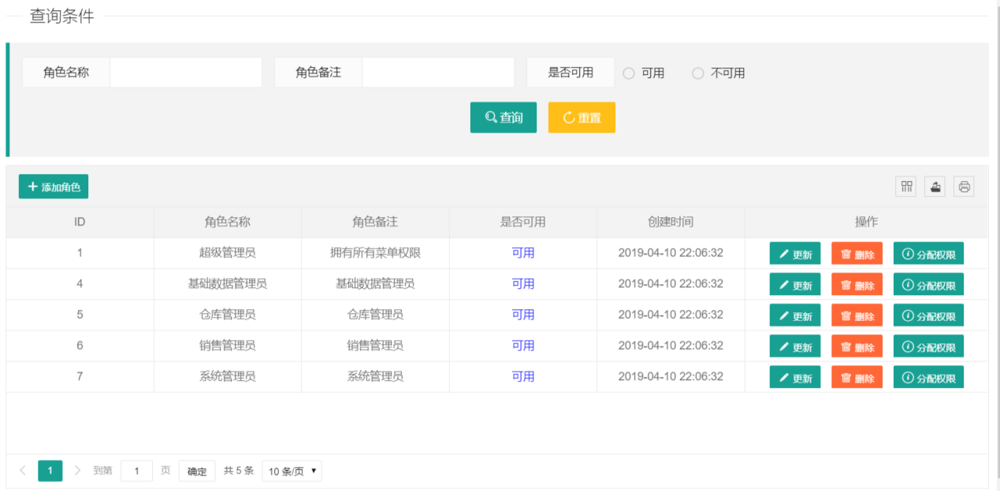 查询条件
角色名称 角色备注 是否可用 可用 不可用
查询 重置
添加角色
ID 角色名称 角色备注 是否可用 创建时间 操作
1 超级管理员 拥有所有菜单权限 可用 2019-04-10 22:06:32 更新 删除 分配权限
4 基础数据管理员 基础数据管理员 可用 2019-04-10 22:06:32 更新 删除 分配权限
5 仓库管理员 仓库管理员 可用 2019-04-10 22:06:32 更新 删除 分配权限
6 销售管理员 销售管理员 可用 2019-04-10 22:06:32 更新 删除 分配权限
7 系统管理员 系统管理员 可用 2019-04-10 22:06:32 更新 删除 分配权限
1 到第 1 页 确定 共 5 条 10 条/页